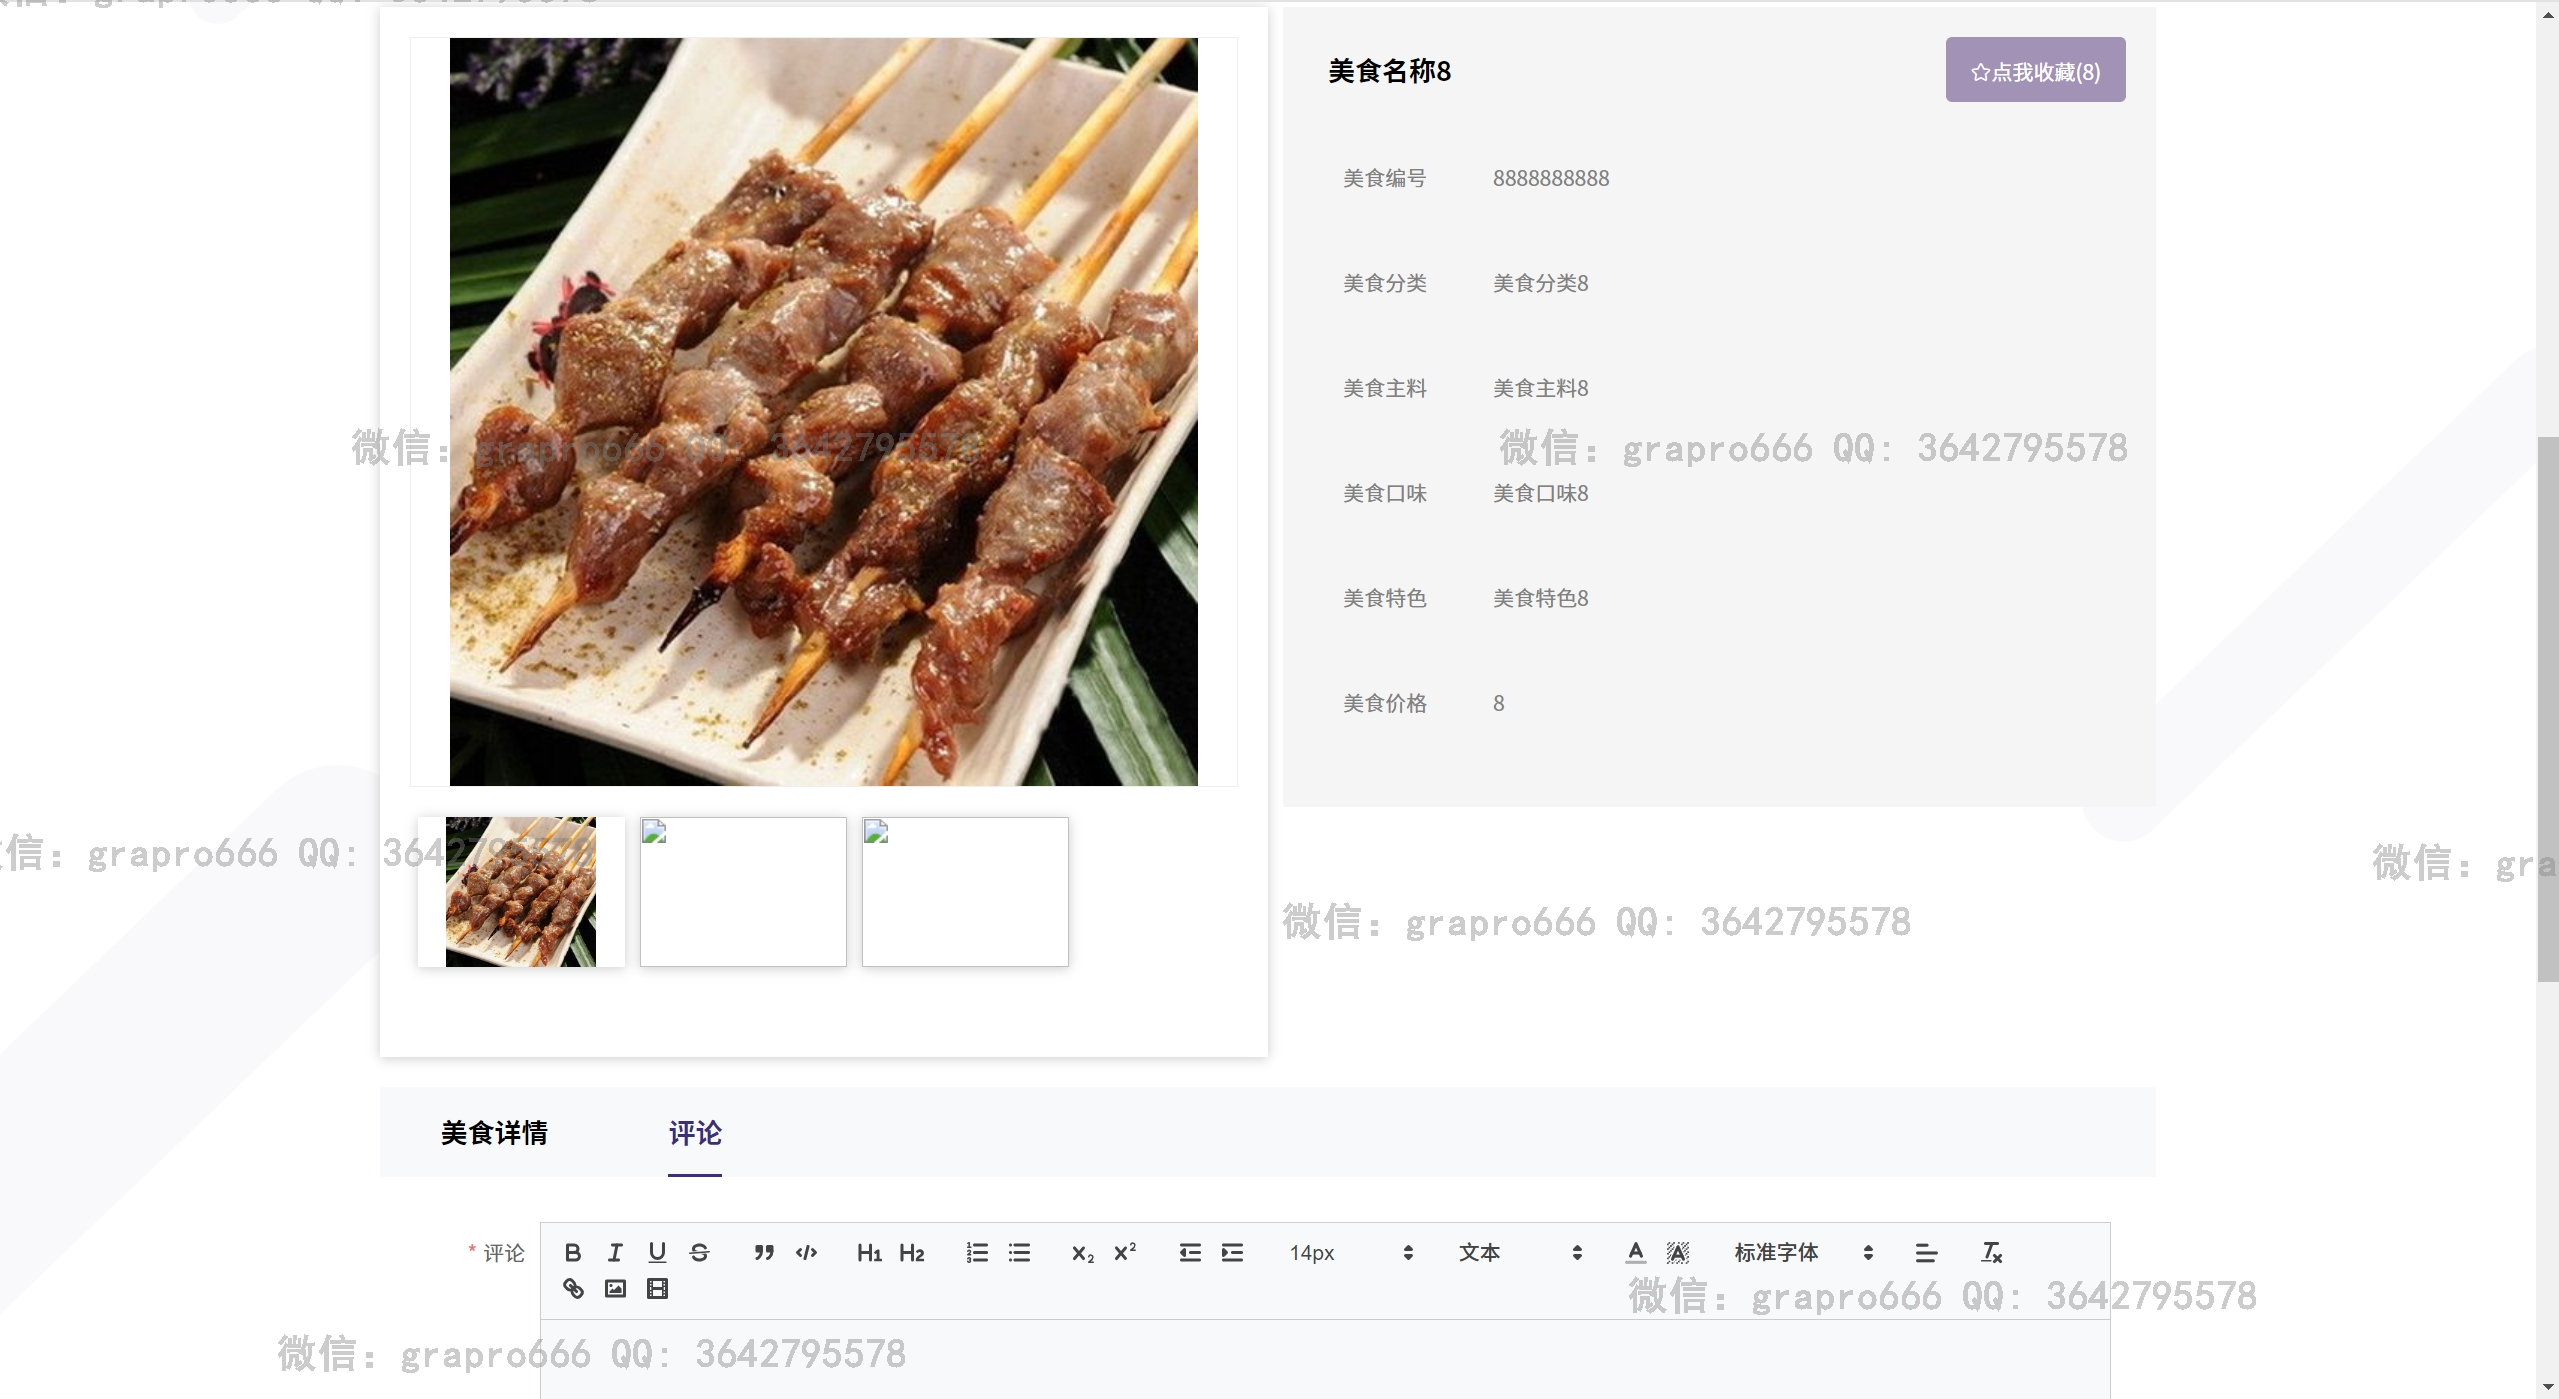 美食名称8
☆点我收藏(8)
美食编号 8888888888
美食分类 美食分类8
美食主料 美食主料8
微信: grapro666 QQ: 3642795578
微信: grapro666 QQ: 3642795578
美食口味 美食口味8
美食特色 美食特色8
美食价格 8
信: grapro666 QQ: 3642795578
微信: gra
微信: grapro666 QQ: 3642795578
美食详情 评论
* 评论
B I U S ” </> H1 H2 x₂ x² 14px 文本 A A 标准字体 Tx
微信: grapro666 QQ: 3642795578
微信: grapro666 QQ: 3642795578